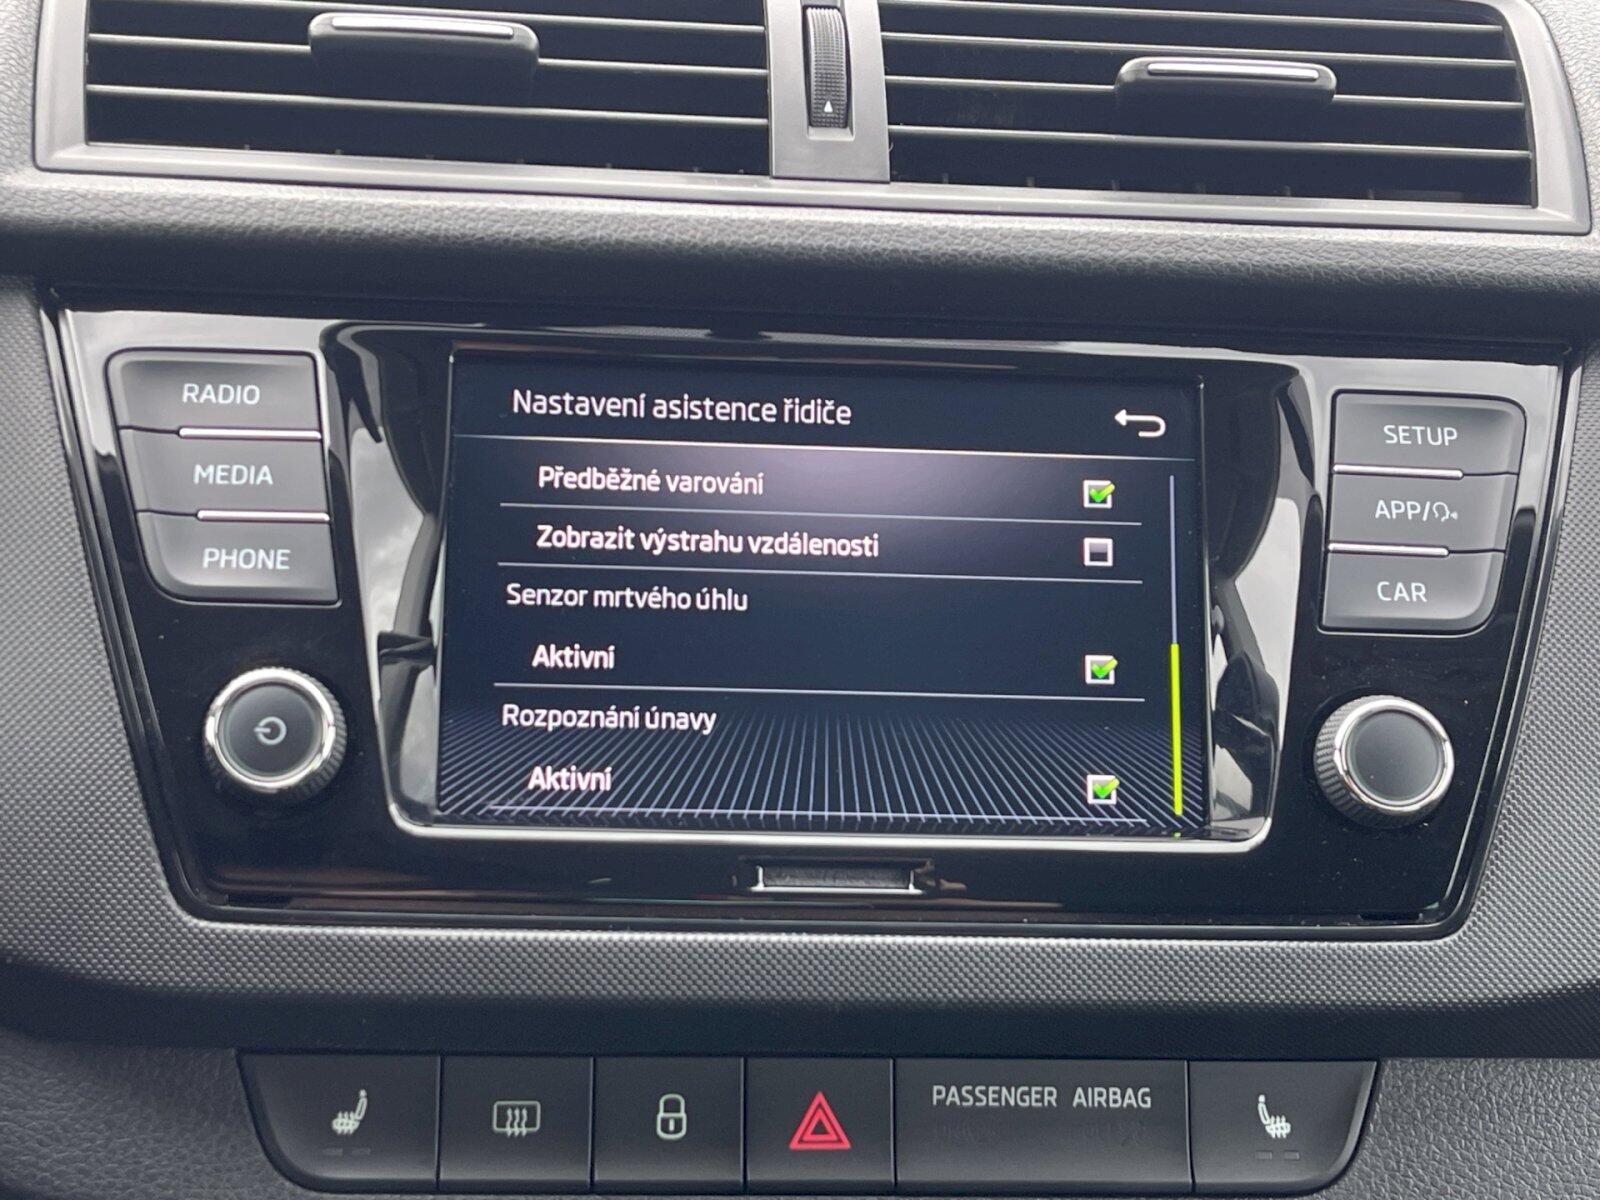 RADIO
MEDIA
PHONE
Nastavení asistence řidiče
Předběžné varování
Zobrazit výstrahu vzdálenosti
Senzor mrtvého úhlu
Aktivní
Rozpoznání únavy
Aktivní
SETUP
APP/
CAR
PASSENGER AIRBAG